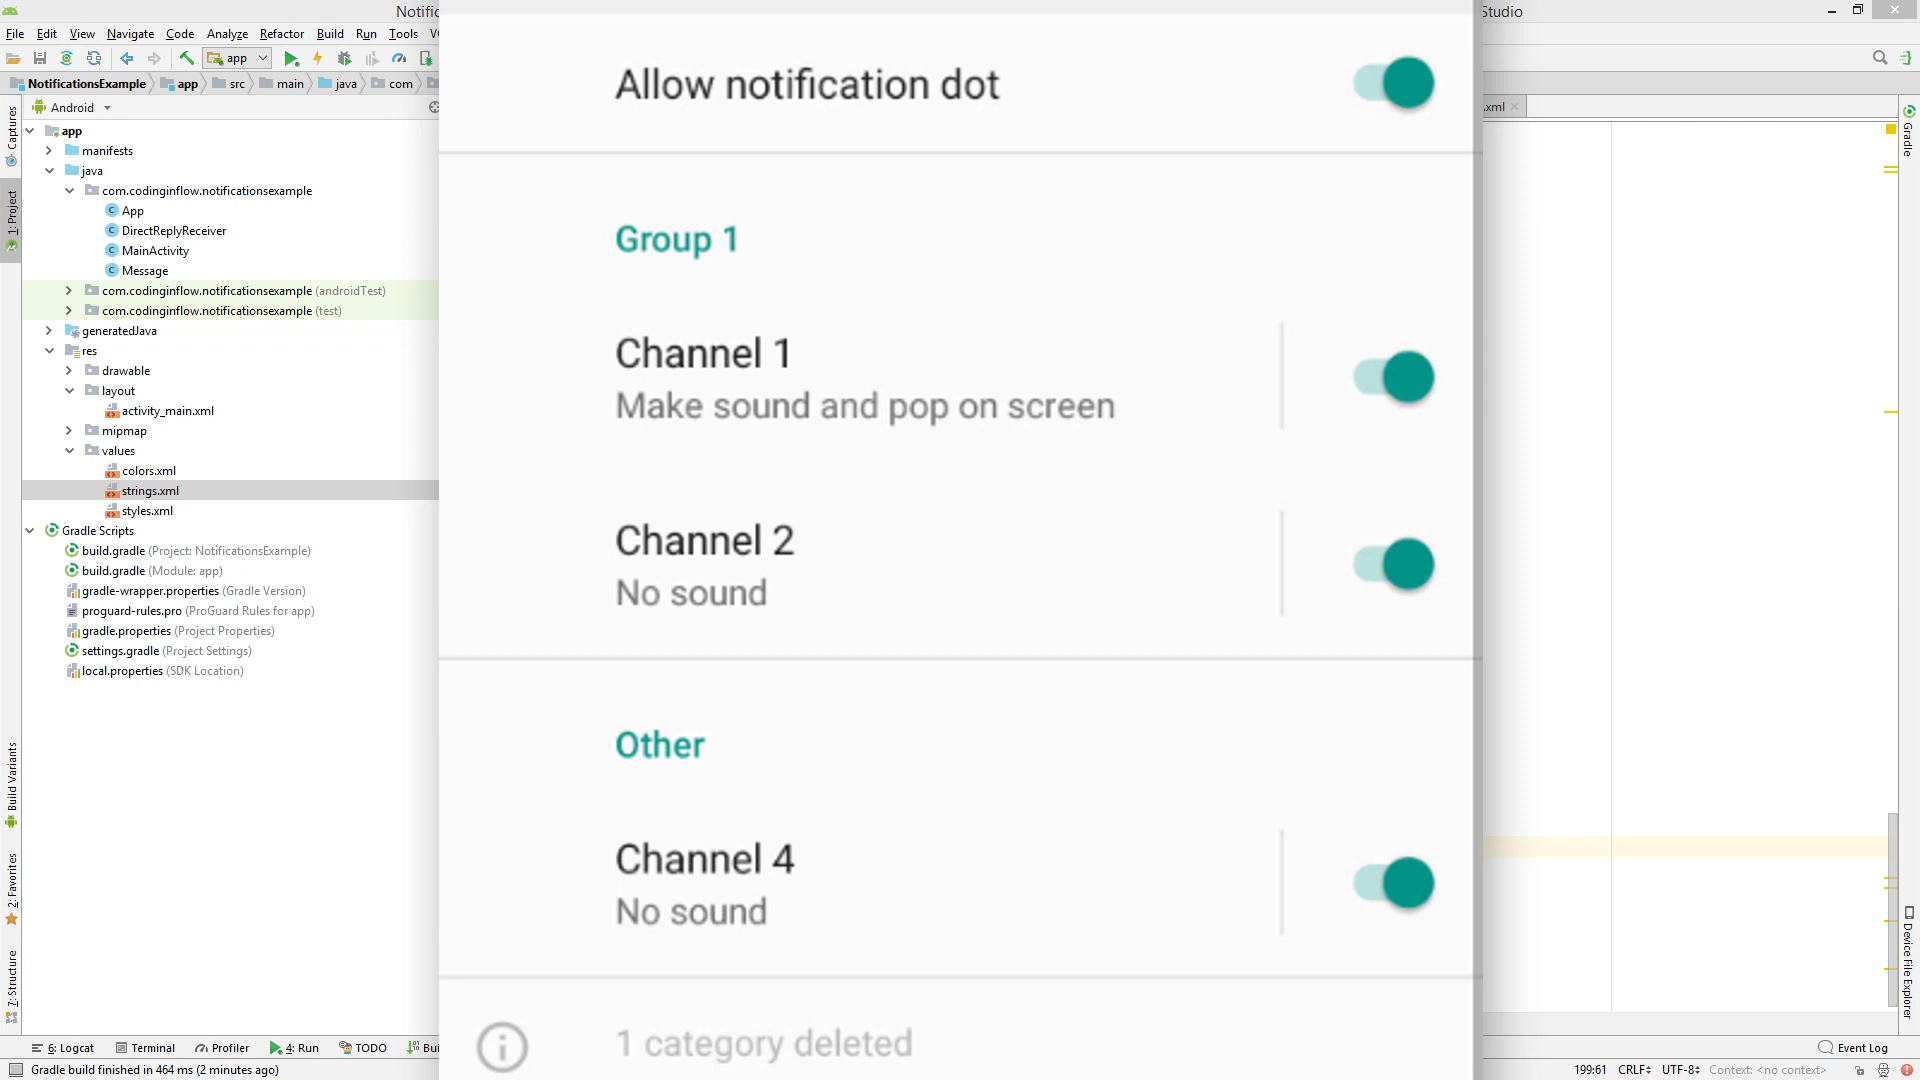 Notific
Studio
File Edit View Navigate Code Analyze Refactor Build Run Tools
app
NotificationsExample app src main java com
Android
.xml
app
manifests
java
com.codinginflow.notificationsexample
App
DirectReplyReceiver
MainActivity
Message
com.codinginflow.notificationsexample (androidTest)
com.codinginflow.notificationsexample (test)
generatedJava
res
drawable
layout
activity_main.xml
mipmap
values
colors.xml
strings.xml
styles.xml
Gradle Scripts
build.gradle (Project: NotificationsExample)
build.gradle (Module: app)
gradle-wrapper.properties (Gradle Version)
proguard-rules.pro (ProGuard Rules for app)
gradle.properties (Project Properties)
settings.gradle (Project Settings)
local.properties (SDK Location)
Captures
1: Project
Build Variants
2: Favorites
7: Structure
Allow notification dot
Group 1
Channel 1
Make sound and pop on screen
Channel 2
No sound
Other
Channel 4
No sound
1 category deleted
Gradle
Device File Explorer
6: Logcat Terminal Profiler 4: Run TODO Bui
Event Log
Gradle build finished in 464 ms (2 minutes ago)
199:61 CRLF UTF-8 Context: <no context>